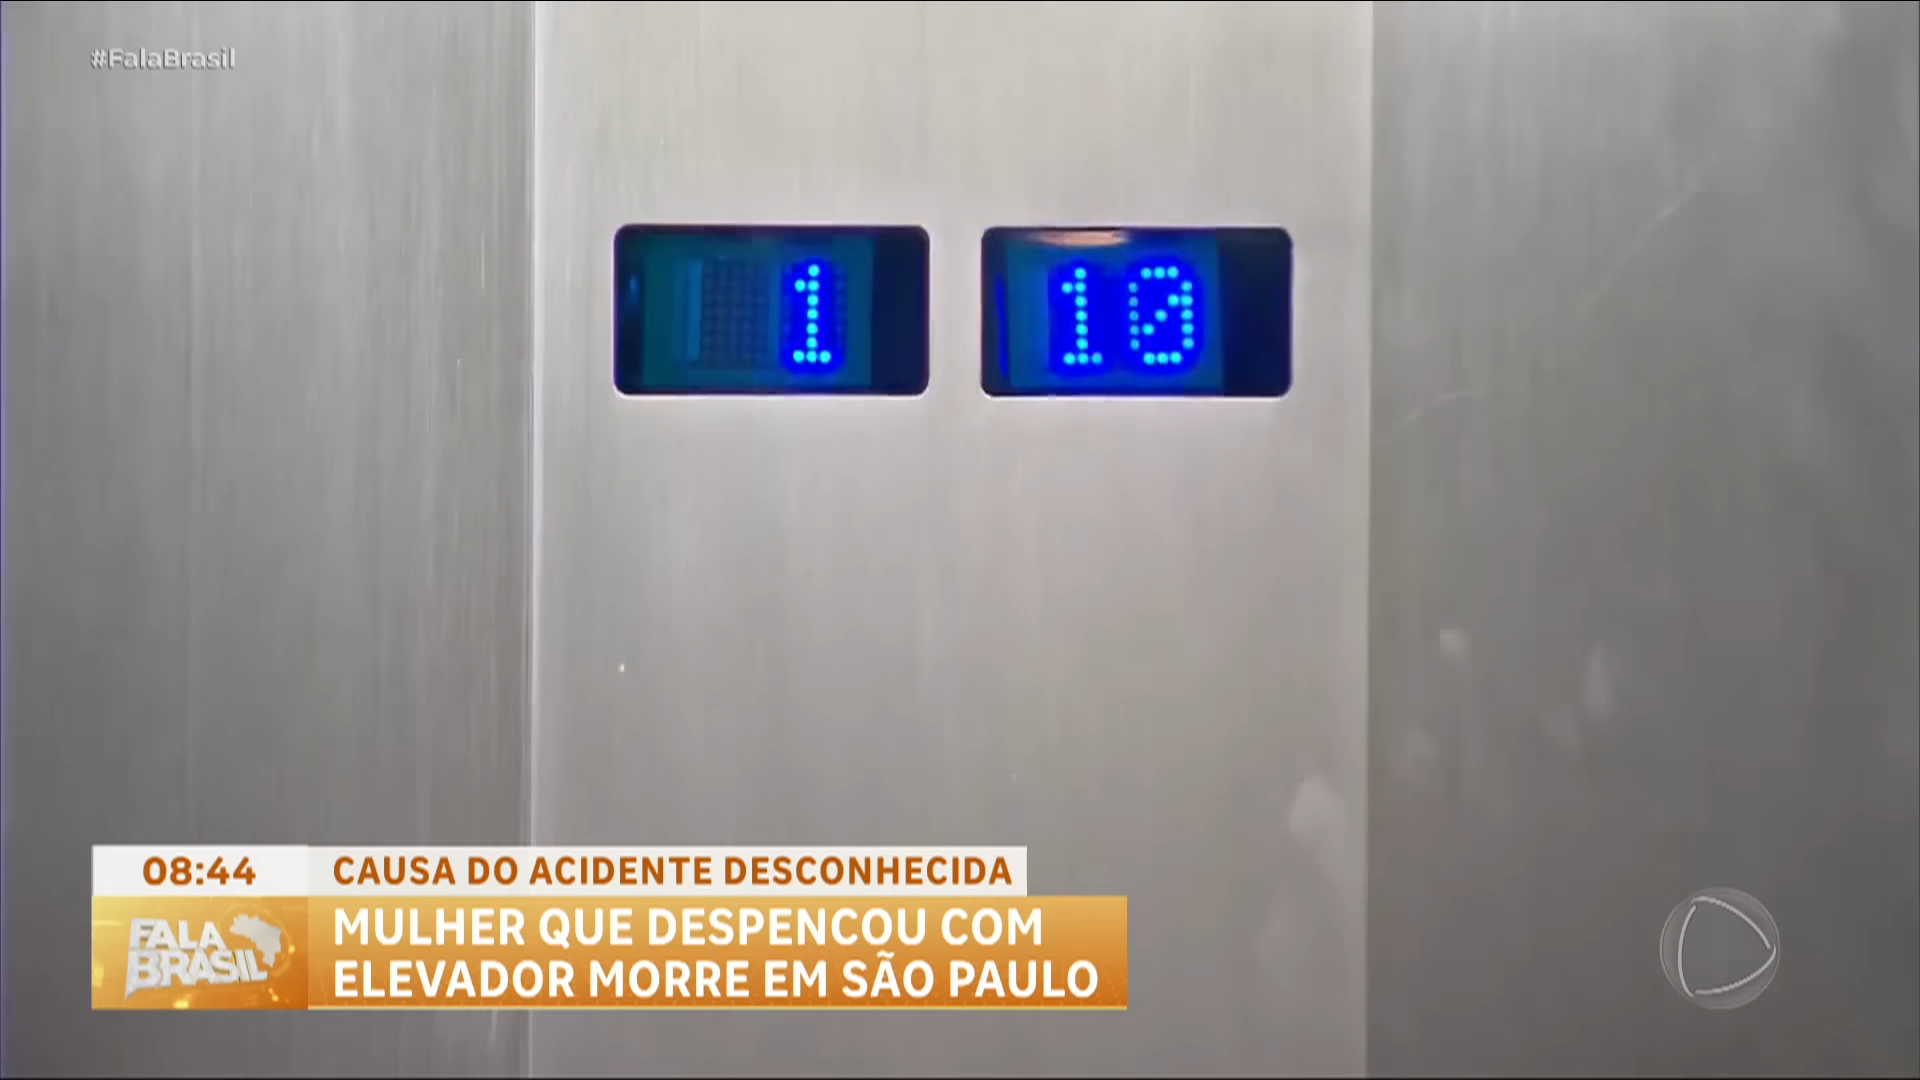 #FalaBrasil
1 10
08:44 CAUSA DO ACIDENTE DESCONHECIDA
FALA
BRASIL
MULHER QUE DESPENCOU COM
ELEVADOR MORRE EM SÃO PAULO